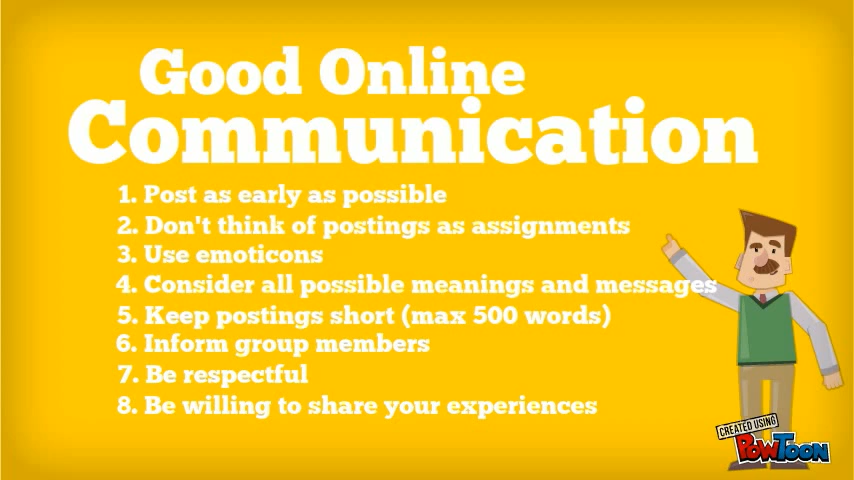 Good Online
Communication
1. Post as early as possible
2. Don't think of postings as assignments
3. Use emoticons
4. Consider all possible meanings and messages
5. Keep postings short (max 500 words)
6. Inform group members
7. Be respectful
8. Be willing to share your experiences
CREATED USING
POWTOON